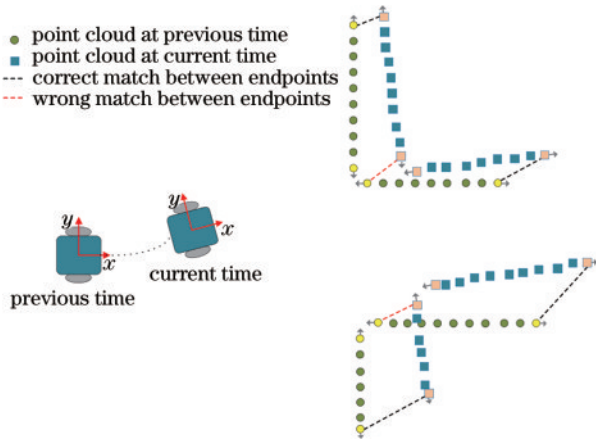 point cloud at previous time
point cloud at current time
correct match between endpoints
wrong match between endpoints
y
x
y
x
previous time
current time